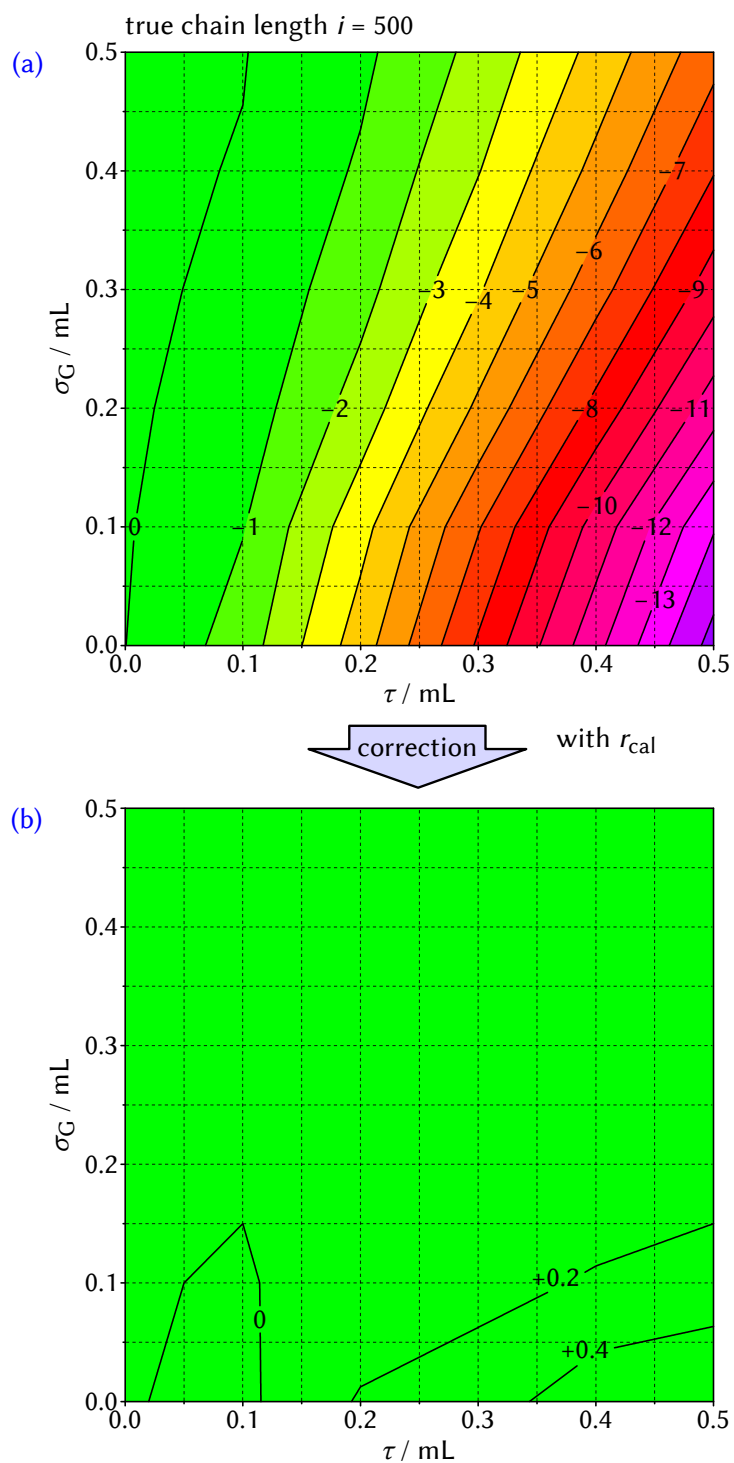 true chain length i = 500
(a)
0.5
0.4
0.3
0.2
0.1
0.0
σG / mL
0
–1
–2
–3
–4
–5
–6
–7
–8
–9
–10
–11
–12
–13
0.0 0.1 0.2 0.3 0.4 0.5
τ / mL
correction
with rcal
(b)
0.5
0.4
0.3
0.2
0.1
0.0
σG / mL
0
+0.2
+0.4
0.0 0.1 0.2 0.3 0.4 0.5
τ / mL